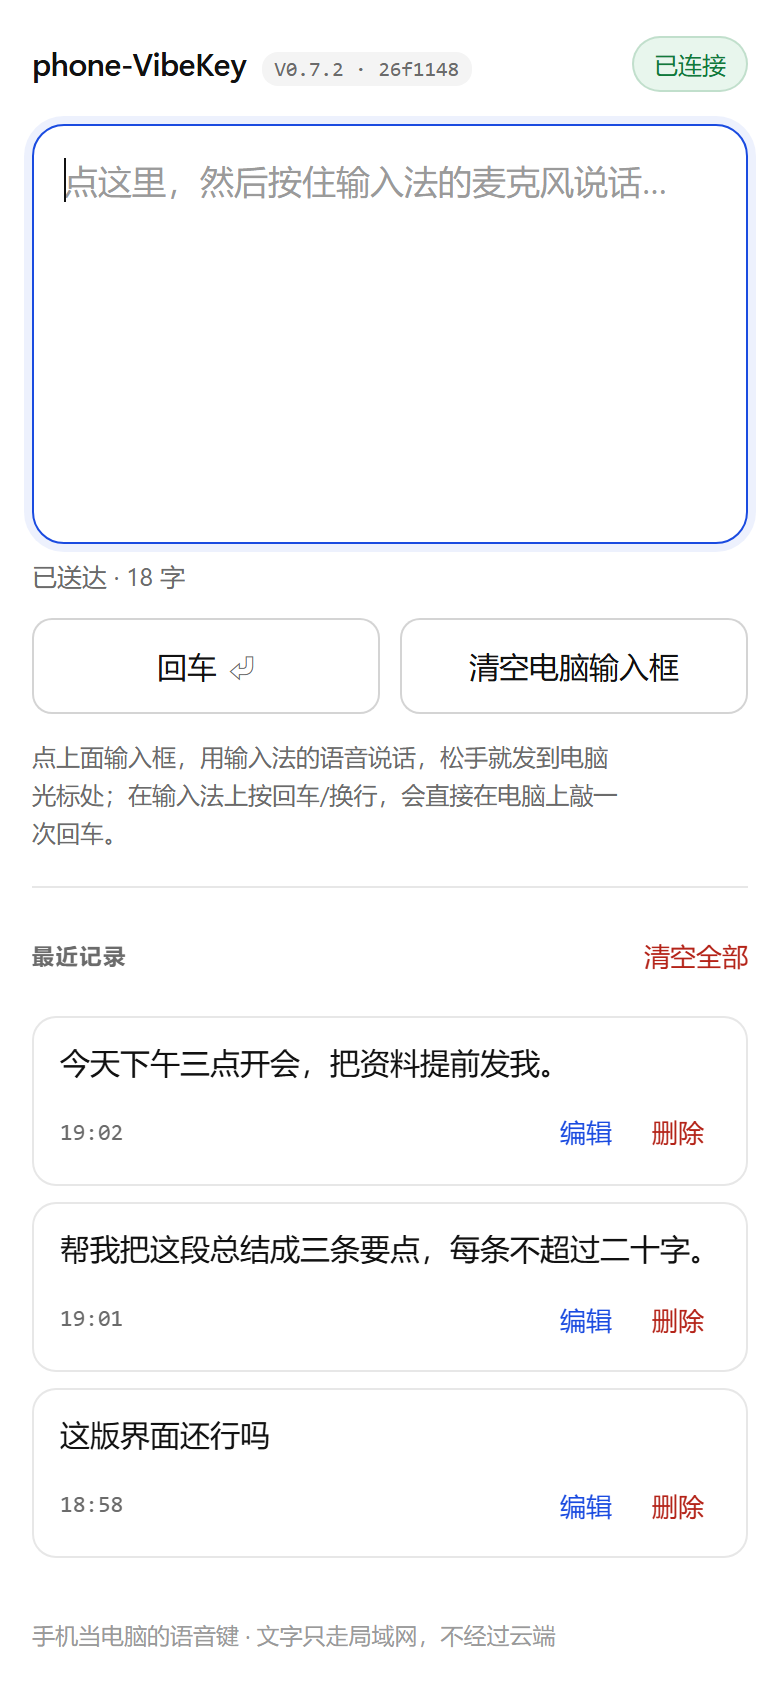 phone-VibeKey V0.7.2 · 26f1148 已连接
点这里，然后按住输入法的麦克风说话...
已送达 · 18 字
回车 ⏎ 清空电脑输入框
点上面输入框，用输入法的语音说话，松手就发到电脑
光标处；在输入法上按回车/换行，会直接在电脑上敲一
次回车。
最近记录 清空全部
今天下午三点开会，把资料提前发我。
19:02 编辑 删除
帮我把这段总结成三条要点，每条不超过二十字。
19:01 编辑 删除
这版界面还行吗
18:58 编辑 删除
手机当电脑的语音键 · 文字只走局域网，不经过云端